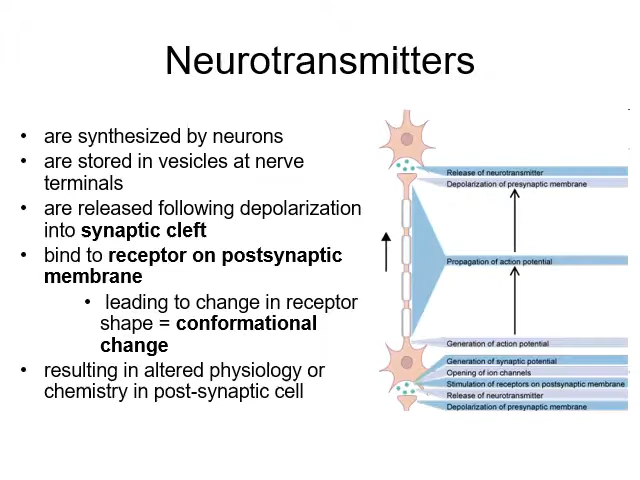 Neurotransmitters
• are synthesized by neurons
• are stored in vesicles at nerve
terminals
• are released following depolarization
into synaptic cleft
• bind to receptor on postsynaptic
membrane
• leading to change in receptor
shape = conformational
change
• resulting in altered physiology or
chemistry in post-synaptic cell
Release of neurotransmitter
Depolarization of presynaptic membrane
Propagation of action potential
Generation of action potential
Generation of synaptic potential
Opening of ion channels
Stimulation of receptors on postsynaptic membrane
Release of neurotransmitter
Depolarization of presynaptic membrane